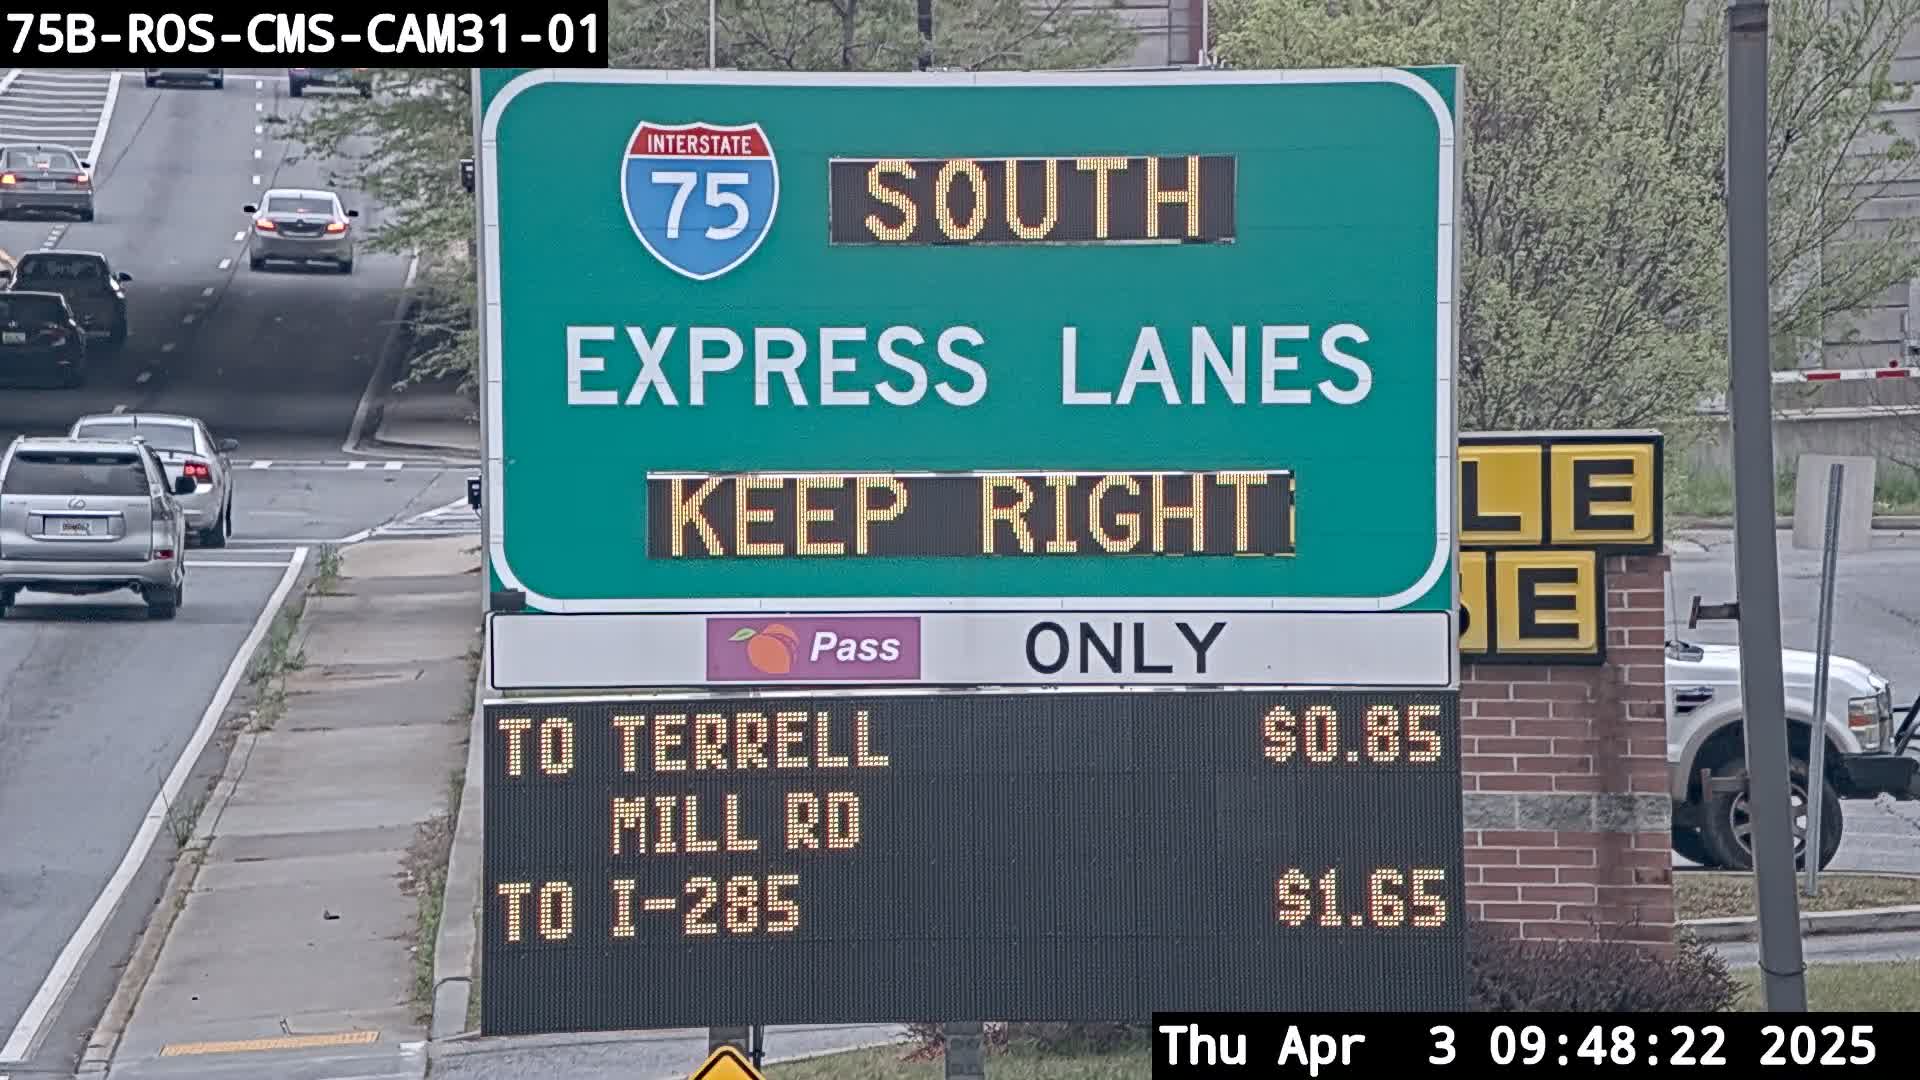 75B-ROS-CMS-CAM31-01
INTERSTATE
75
SOUTH
EXPRESS LANES
KEEP RIGHT
Pass ONLY
TO TERRELL $0.85
MILL RD
TO I-285 $1.65
LE
E
Thu Apr 3 09:48:22 2025